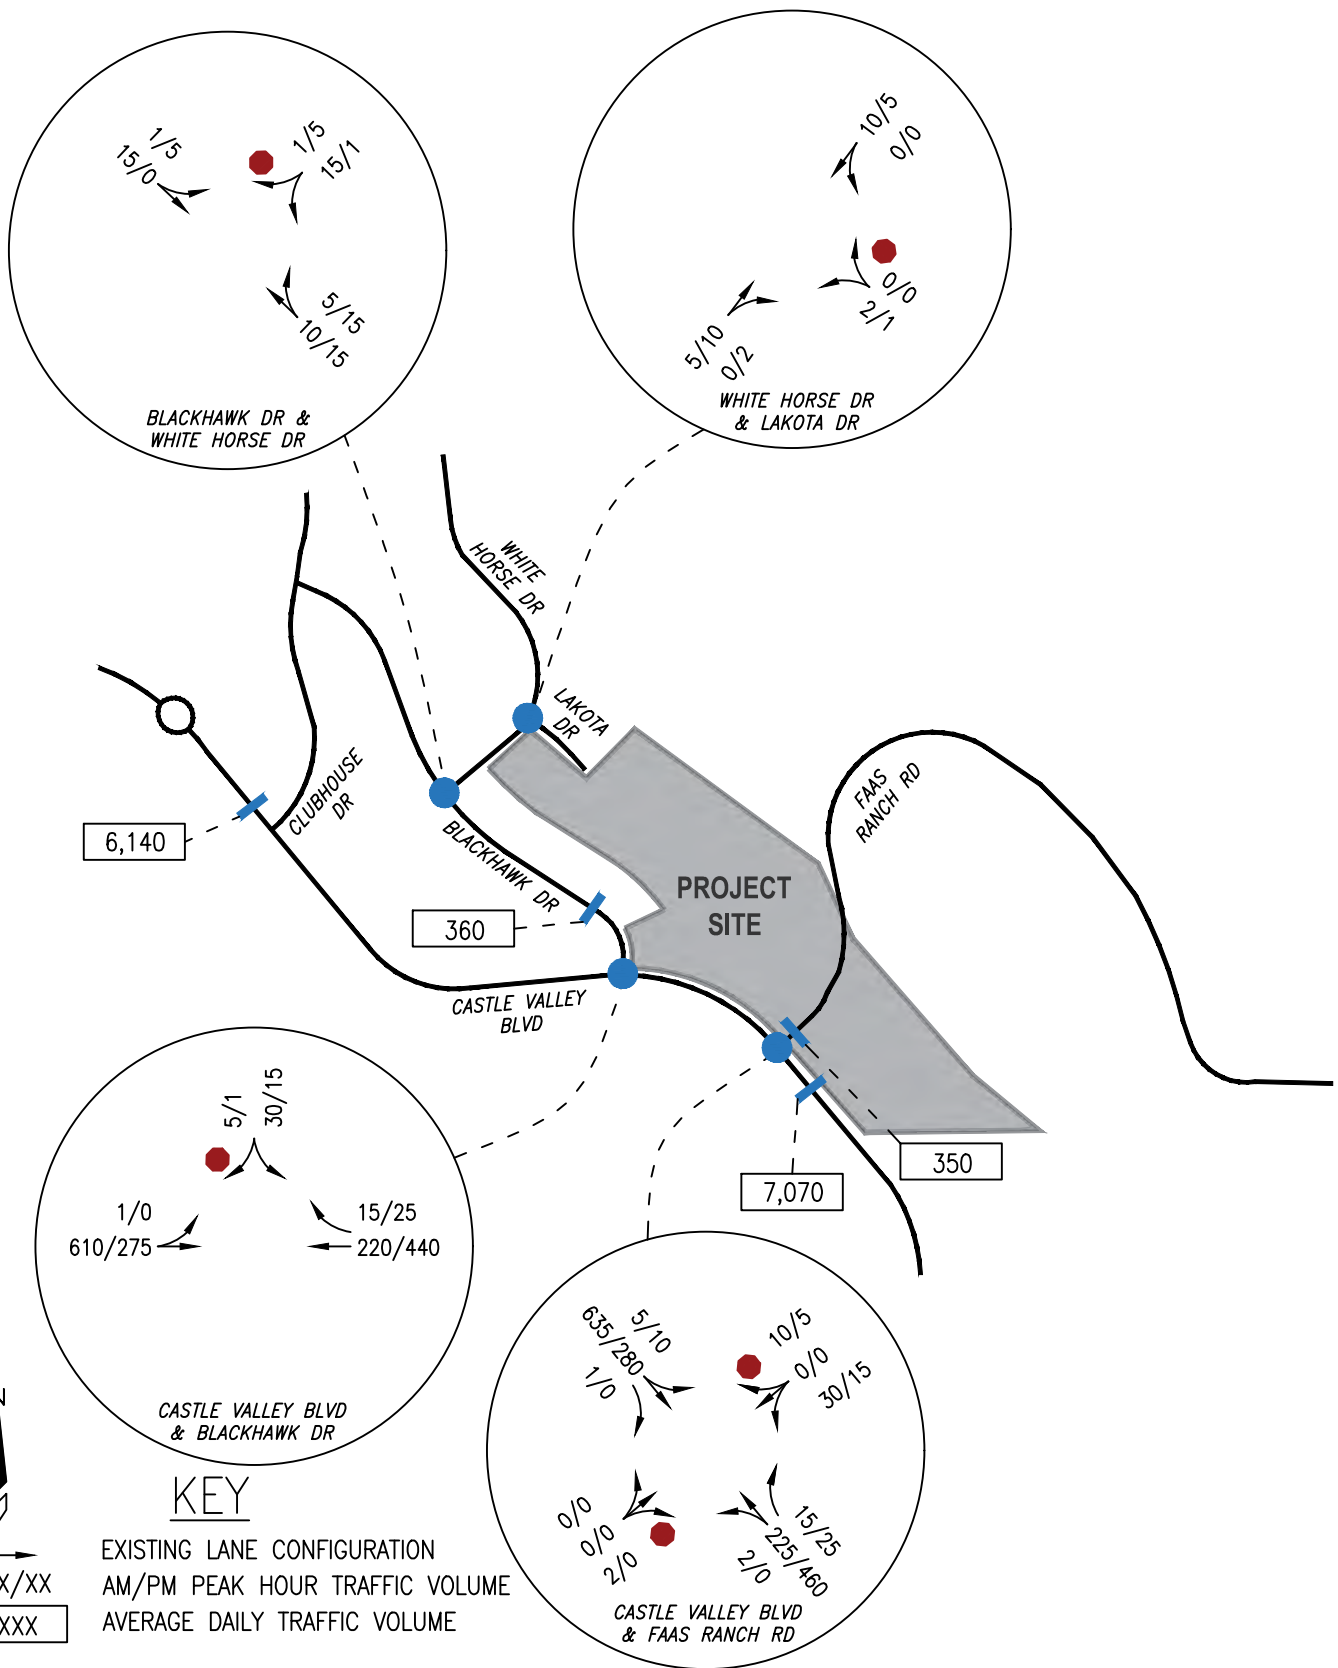 1/5
15/0
1/5
15/1
5/15
10/15
BLACKHAWK DR &
WHITE HORSE DR
10/5
0/0
0/0
2/1
5/10
0/2
WHITE HORSE DR
& LAKOTA DR
WHITE
HORSE DR
LAKOTA
DR
CLUBHOUSE
DR
6,140
BLACKHAWK DR
360
PROJECT
SITE
FAAS
RANCH RD
CASTLE VALLEY
BLVD
350
7,070
5/1
30/15
1/0
610/275
15/25
220/440
CASTLE VALLEY BLVD
& BLACKHAWK DR
5/10
635/280
1/0
10/5
0/0
30/15
0/0
0/0
2/0
15/25
225/460
2/0
CASTLE VALLEY BLVD
& FAAS RANCH RD
KEY
EXISTING LANE CONFIGURATION
X/XX AM/PM PEAK HOUR TRAFFIC VOLUME
XXX AVERAGE DAILY TRAFFIC VOLUME